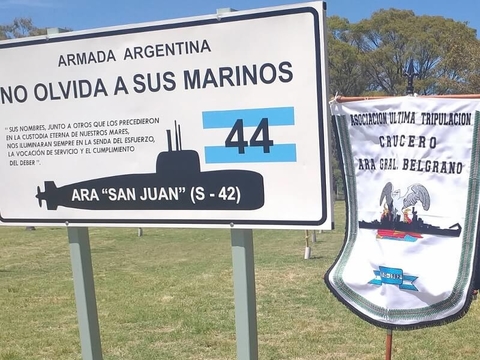 ARMADA ARGENTINA
NO OLVIDA A SUS MARINOS
" SUS NOMBRES, JUNTO A OTROS QUE LOS PRECEDIERON
EN LA CUSTODIA ETERNA DE NUESTROS MARES,
NOS ILUMINARAN SIEMPRE EN LA SENDA DEL ESFUERZO,
LA VOCACIÓN DE SERVICIO Y EL CUMPLIMIENTO
DEL DEBER ".
44
ARA "SAN JUAN" (S - 42)
ASOCIACION ULTIMA TRIPULACION
CRUCERO
ARA GRAL BELGRANO